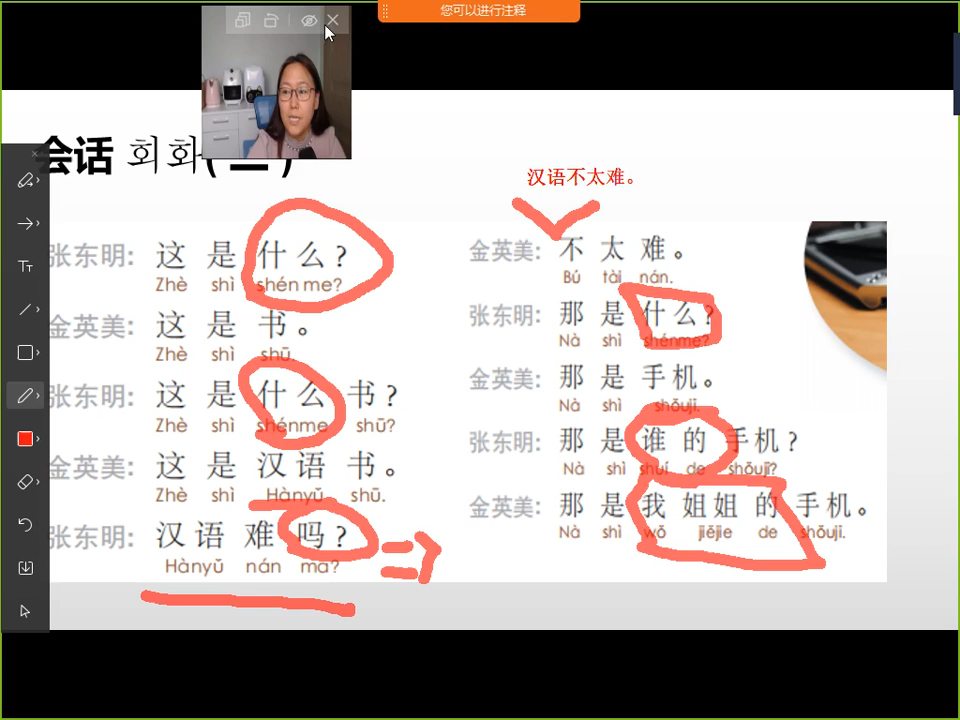 您可以进行注释
会话 회화(二)
汉语不太难。
张东明: 这是什么?
Zhè shì shén me?
金英美: 这是书。
Zhè shì shū.
张东明: 这是什么书?
Zhè shì shénme shū?
金英美: 这是汉语书。
Zhè shì Hànyǔ shū.
张东明: 汉语难吗?
Hànyǔ nán ma?
金英美: 不太难。
Bú tài nán.
张东明: 那是什么?
Nà shì shénme?
金英美: 那是手机。
Nà shì shǒujī.
张东明: 那是谁的手机?
Nà shì shuí de shǒujī?
金英美: 那是我姐姐的手机。
Nà shì wǒ jiějie de shǒujī.